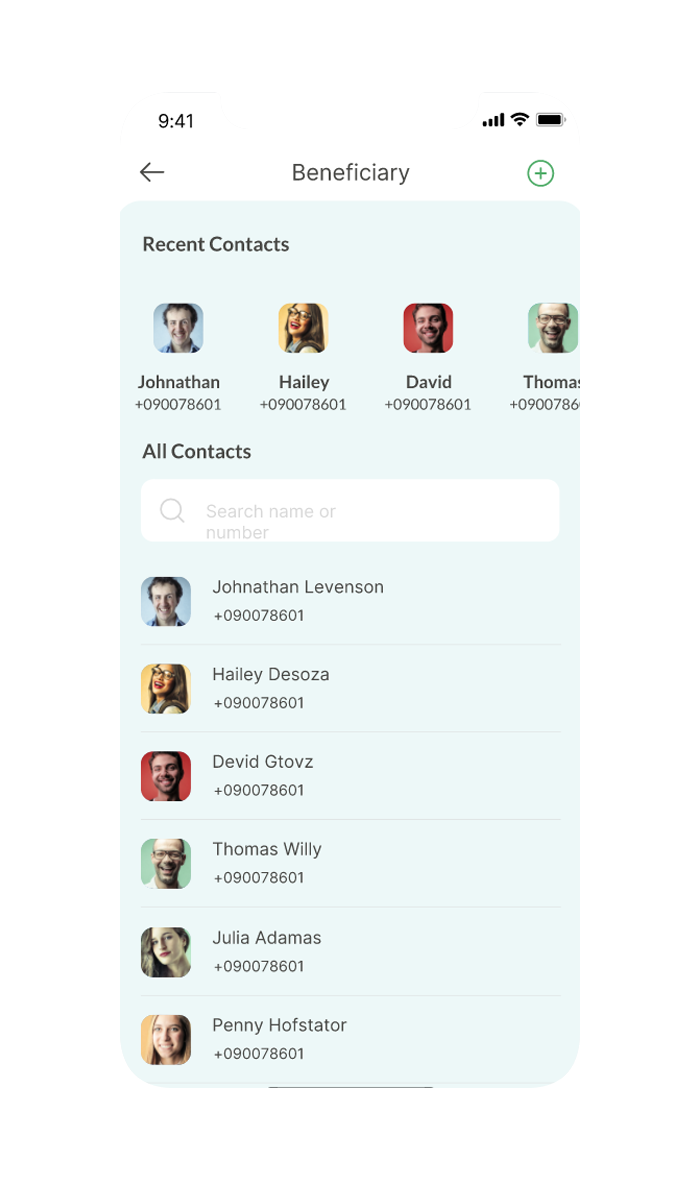 9:41
Beneficiary
Recent Contacts
Johnathan Hailey David Thomas
+090078601 +090078601 +090078601 +0900786
All Contacts
Search name or
number
Johnathan Levenson
+090078601
Hailey Desoza
+090078601
Devid Gtovz
+090078601
Thomas Willy
+090078601
Julia Adamas
+090078601
Penny Hofstator
+090078601